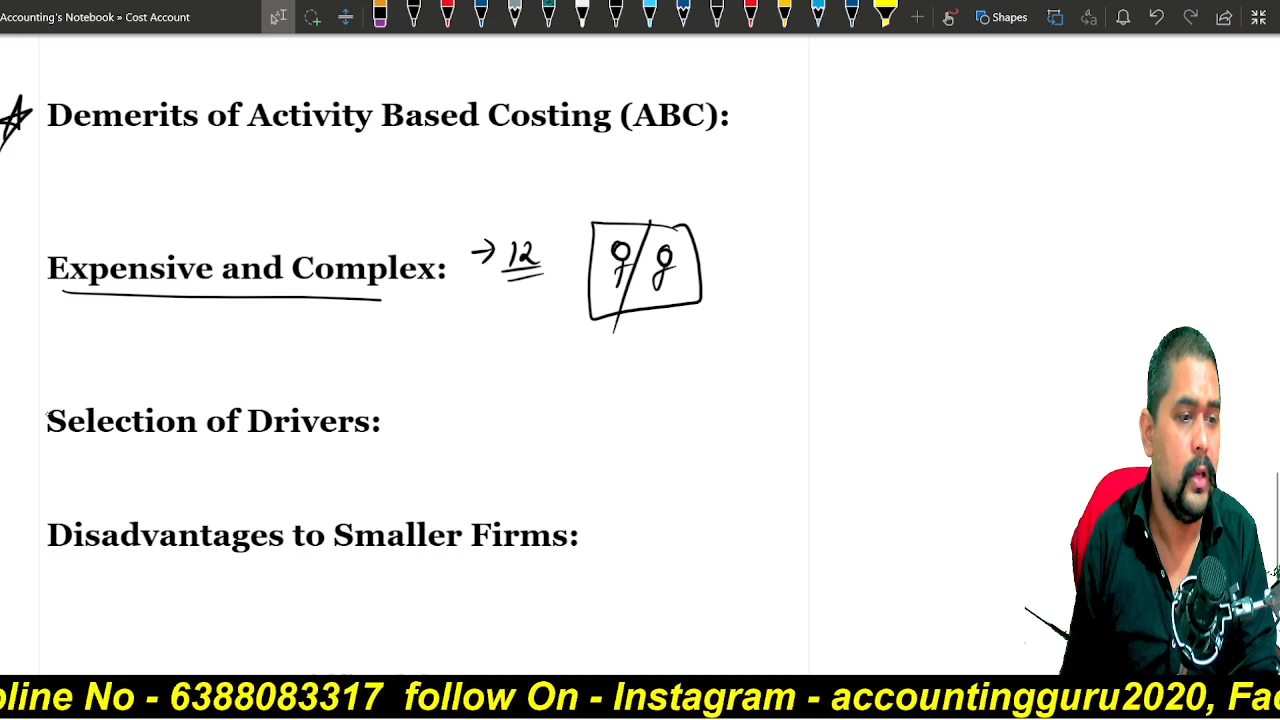 Accounting's Notebook » Cost Account
Shapes
Demerits of Activity Based Costing (ABC):
Expensive and Complex: → 12
Selection of Drivers:
Disadvantages to Smaller Firms:
pline No - 6388083317 follow On - Instagram - accountingguru2020, Fa